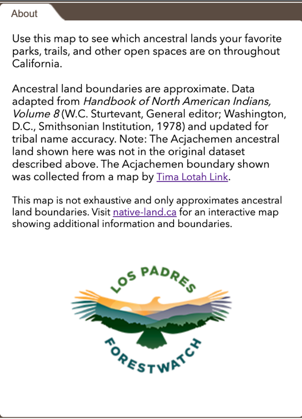 About
Use this map to see which ancestral lands your favorite
parks, trails, and other open spaces are on throughout
California.
Ancestral land boundaries are approximate. Data
adapted from Handbook of North American Indians,
Volume 8 (W.C. Sturtevant, General editor; Washington,
D.C., Smithsonian Institution, 1978) and updated for
tribal name accuracy. Note: The Acjachemen ancestral
land shown here was not in the original dataset
described above. The Acjachemen boundary shown
was collected from a map by Tima Lotah Link.
This map is not exhaustive and only approximates ancestral
land boundaries. Visit native-land.ca for an interactive map
showing additional information and boundaries.
LOS PADRES
FORESTWATCH